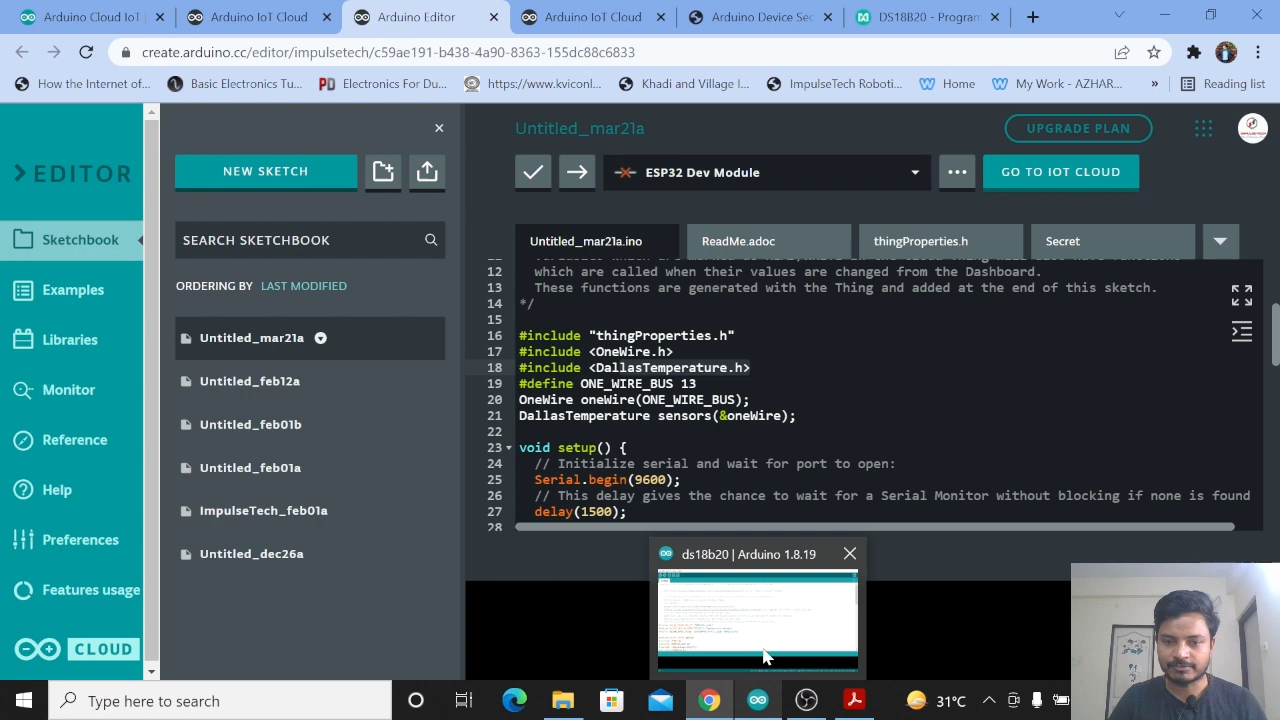 Arduino IoT Cloud
Arduino IoT Cloud
Arduino Editor
Arduino IoT Cloud
Arduino Device Sec
DS18B20 - Program
create.arduino.cc/editor/impulsetech/c59ae191-b438-4a90-8363-155dc88c6833
How the Internet of...
Basic Electronics Tu...
Electronics For Du...
https://www.kvic.onl...
Khadi and Village I...
ImpulseTech Roboti...
Home
My Work - AZHAR...
»
Reading list
EDITOR
Sketchbook
Examples
Libraries
Monitor
Reference
Help
Preferences
Features usage
CLOUD
NEW SKETCH
SEARCH SKETCHBOOK
ORDERING BY LAST MODIFIED
Untitled_mar21a
Untitled_feb12a
Untitled_feb01b
Untitled_feb01a
ImpulseTech_feb01a
Untitled_dec26a
Untitled_mar21a
UPGRADE PLAN
ESP32 Dev Module
GO TO IOT CLOUD
Untitled_mar21a.ino
ReadMe.adoc
thingProperties.h
Secret
12 which are called when their values are changed from the Dashboard.
13 These functions are generated with the Thing and added at the end of this sketch.
14 */
15
16 #include "thingProperties.h"
17 #include <OneWire.h>
18 #include <DallasTemperature.h>
19 #define ONE_WIRE_BUS 13
20 OneWire oneWire(ONE_WIRE_BUS);
21 DallasTemperature sensors(&oneWire);
22
23 void setup() {
24 // Initialize serial and wait for port to open:
25 Serial.begin(9600);
26 // This delay gives the chance to wait for a Serial Monitor without blocking if none is found
27 delay(1500);
28
ds18b20 | Arduino 1.8.19
Type here to search
31°C